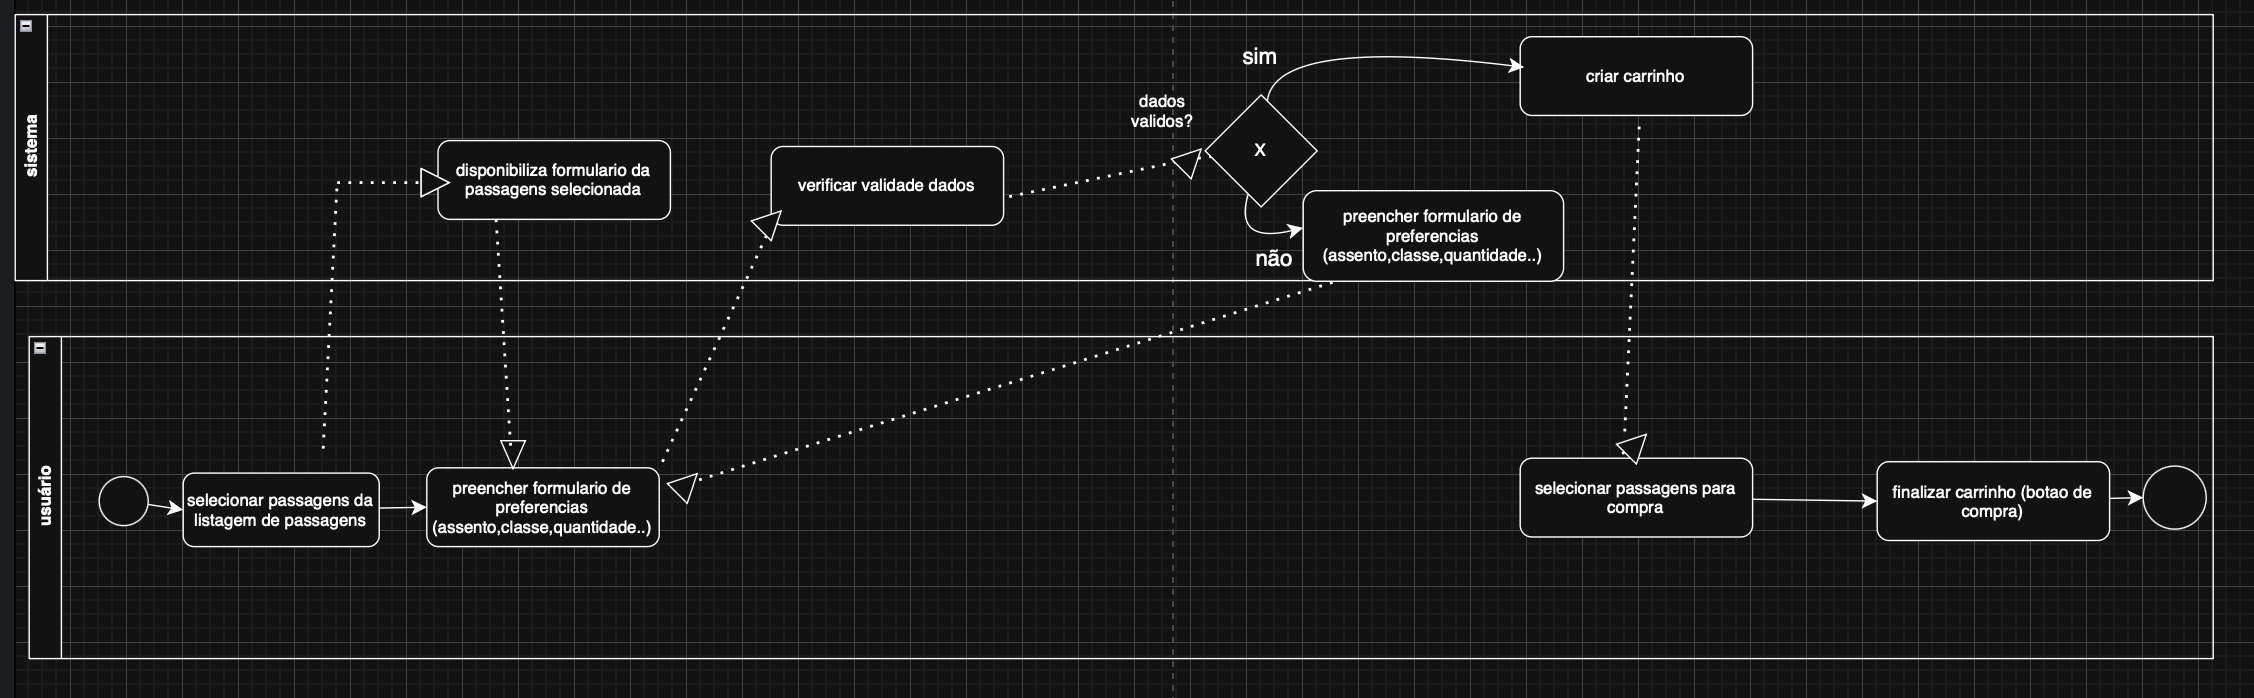 sistema
disponibiliza formulario da
passagens selecionada
verificar validade dados
dados
validos?
x
sim
não
criar carrinho
preencher formulario de
preferencias
(assento,classe,quantidade..)
usuário
selecionar passagens da
listagem de passagens
preencher formulario de
preferencias
(assento,classe,quantidade..)
selecionar passagens para
compra
finalizar carrinho (botao de
compra)